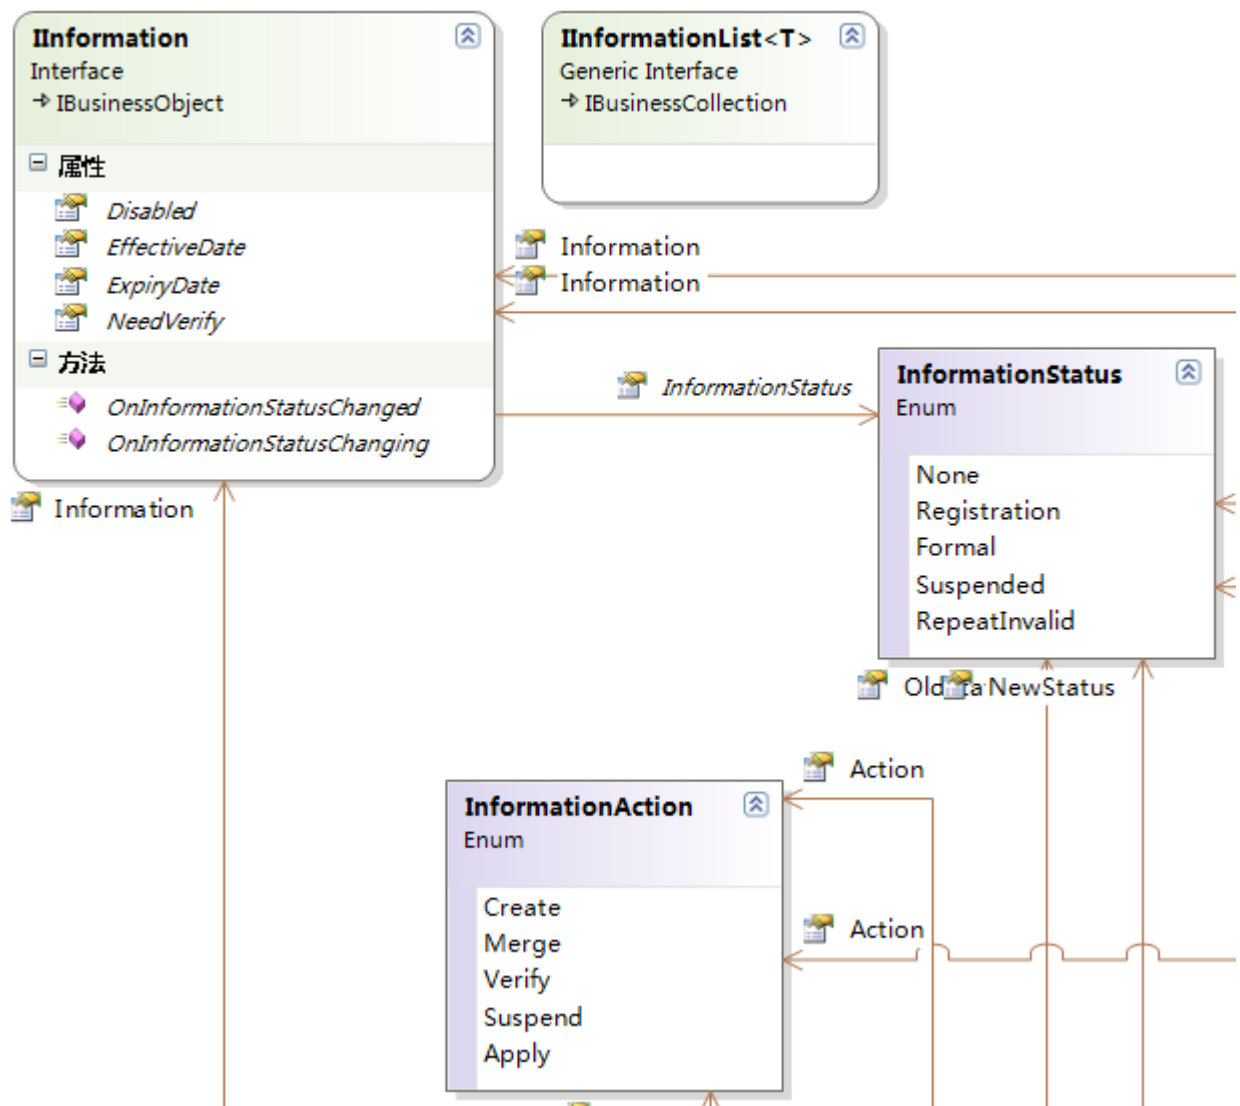 IInformation
Interface
IBusinessObject
属性
Disabled
EffectiveDate
ExpiryDate
NeedVerify
方法
OnInformationStatusChanged
OnInformationStatusChanging
IInformationList<T>
Generic Interface
IBusinessCollection
Information
Information
InformationStatus
InformationStatus
Enum
None
Registration
Formal
Suspended
RepeatInvalid
Information
NewStatus
Action
InformationAction
Enum
Create
Merge
Verify
Suspend
Apply
Action